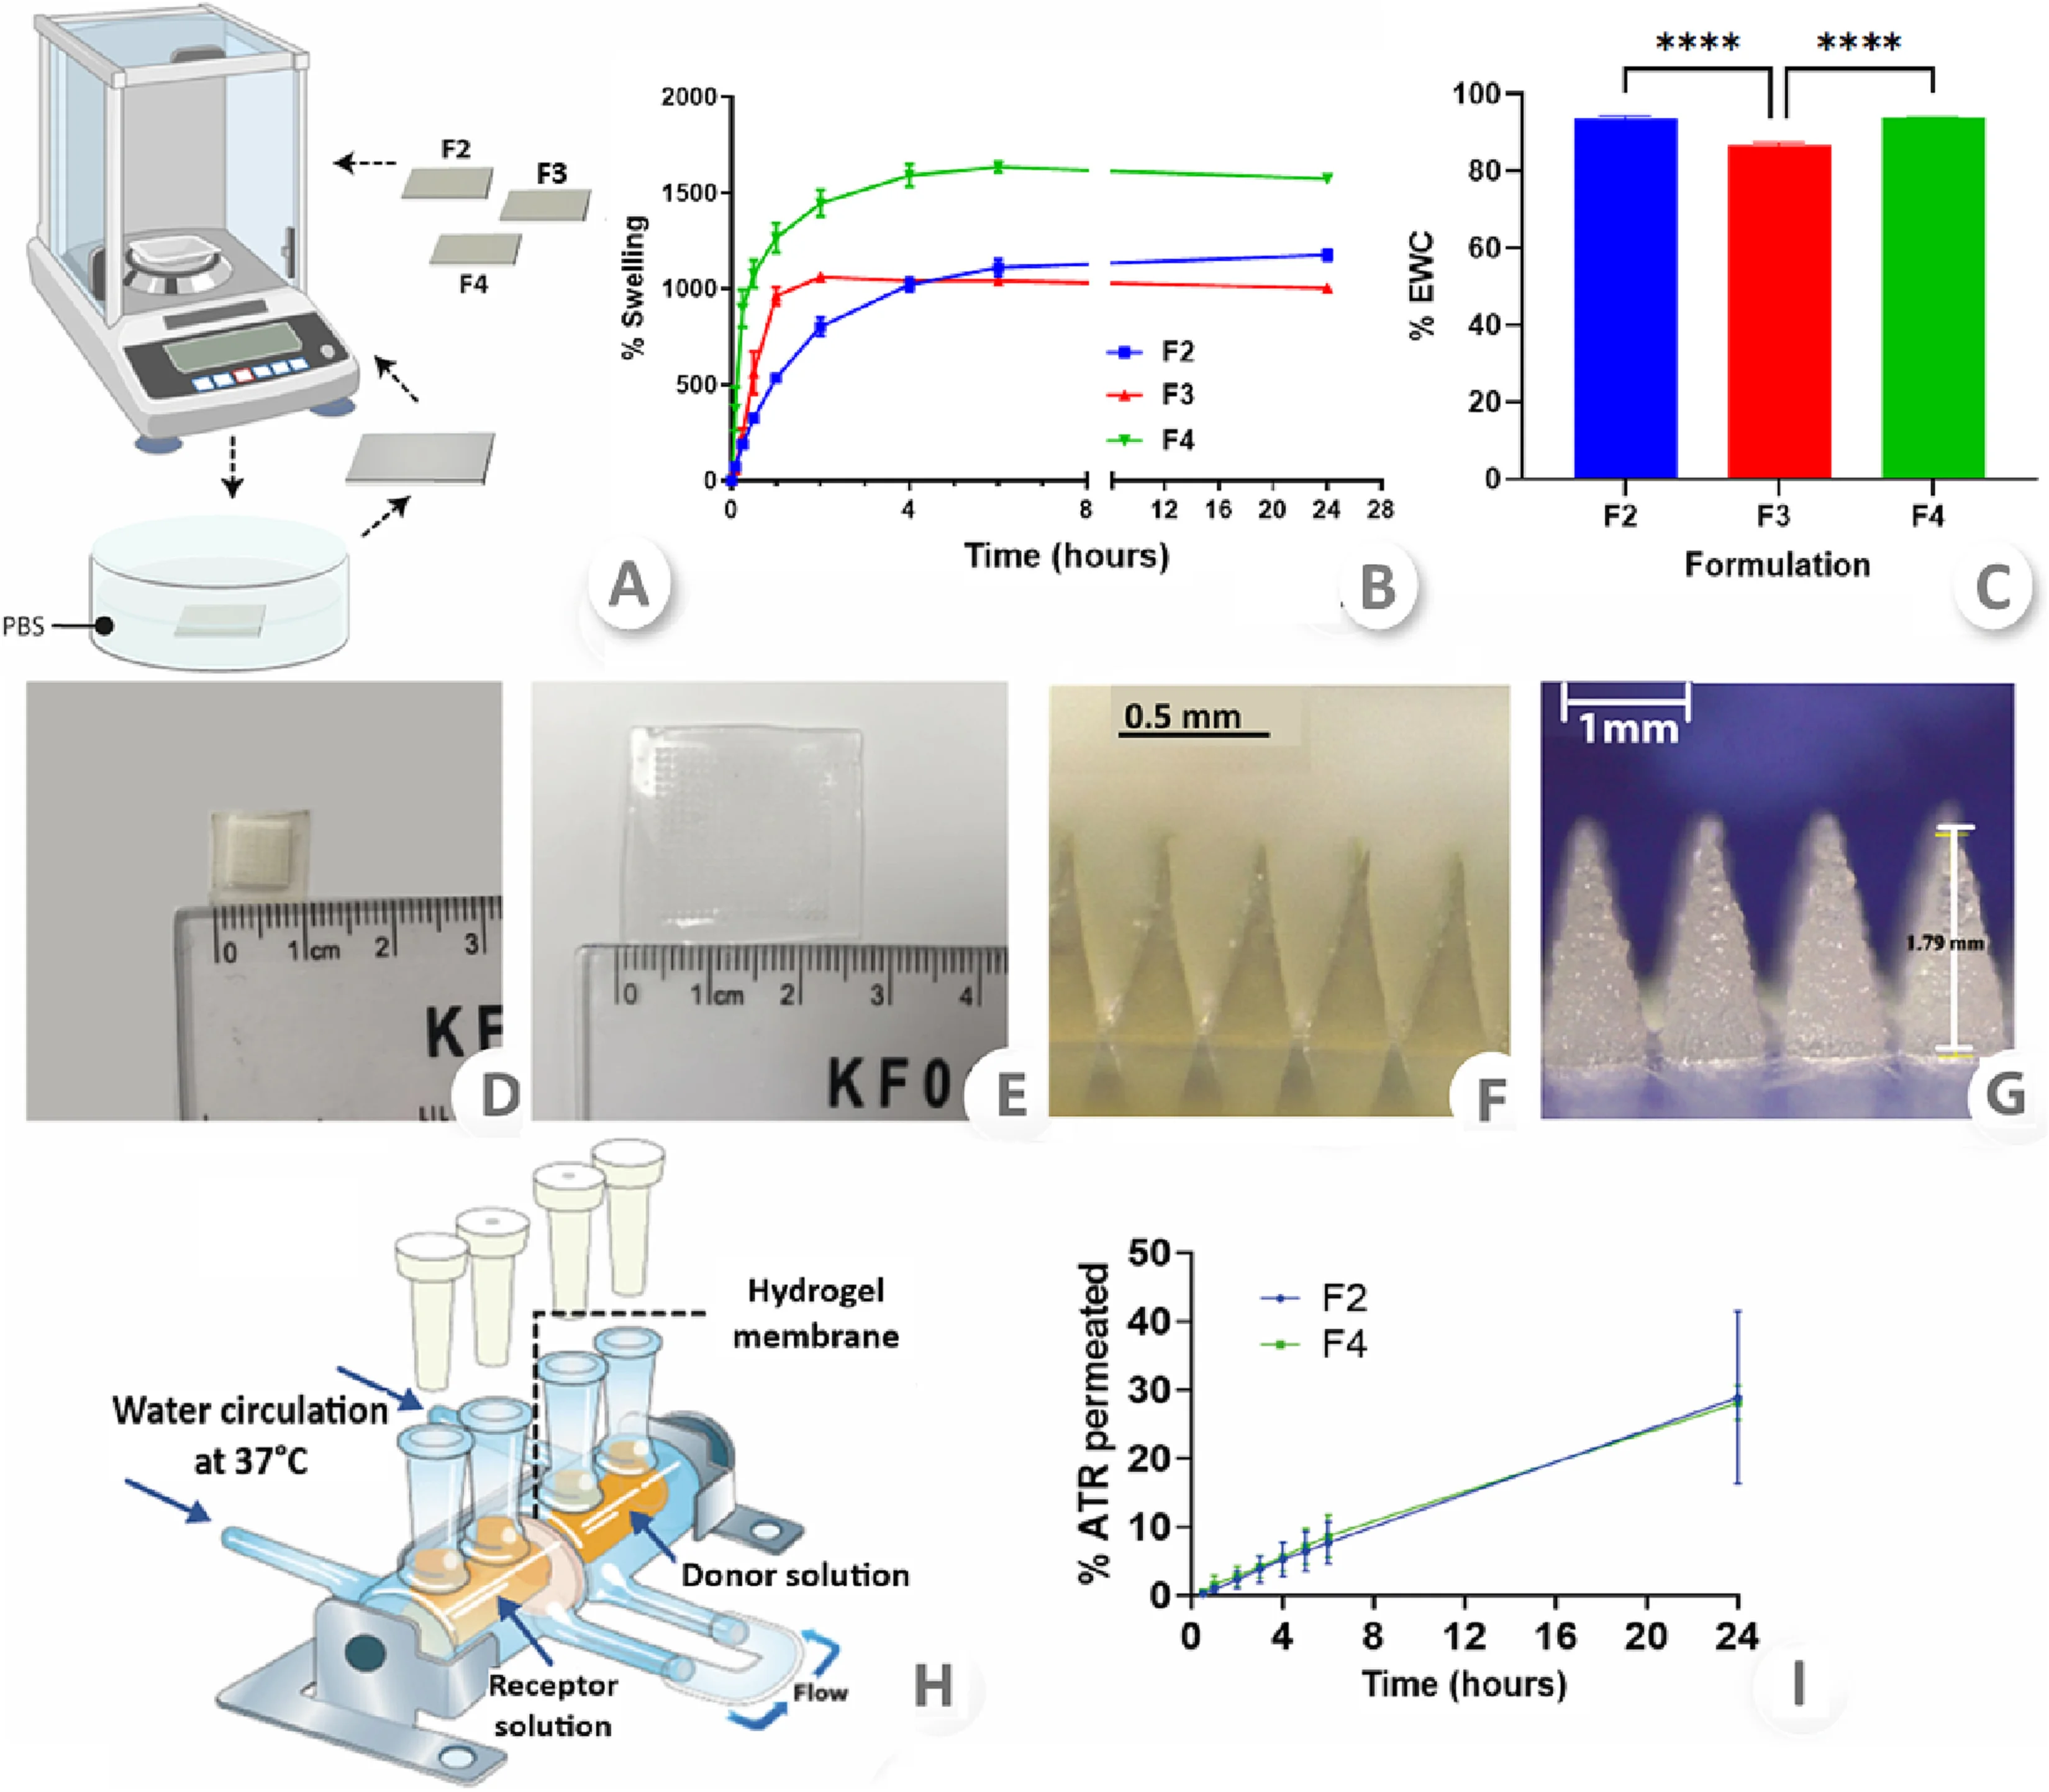 F2
F3
F4
PBS
A
2000
1500
1000
500
0
% Swelling
F2
F3
F4
0 4 8 12 16 20 24 28
Time (hours)
B
**** ****
100
80
60
40
20
0
% EWC
F2 F3 F4
Formulation
C
0 1 cm 2 3
KF
D
0 1 cm 2 3 4
KF0
E
0.5 mm
F
1mm
1.79 mm
G
Hydrogel
membrane
Water circulation
at 37°C
Donor solution
Receptor
solution
Flow
H
50
40
30
20
10
0
% ATR permeated
F2
F4
0 4 8 12 16 20 24
Time (hours)
I